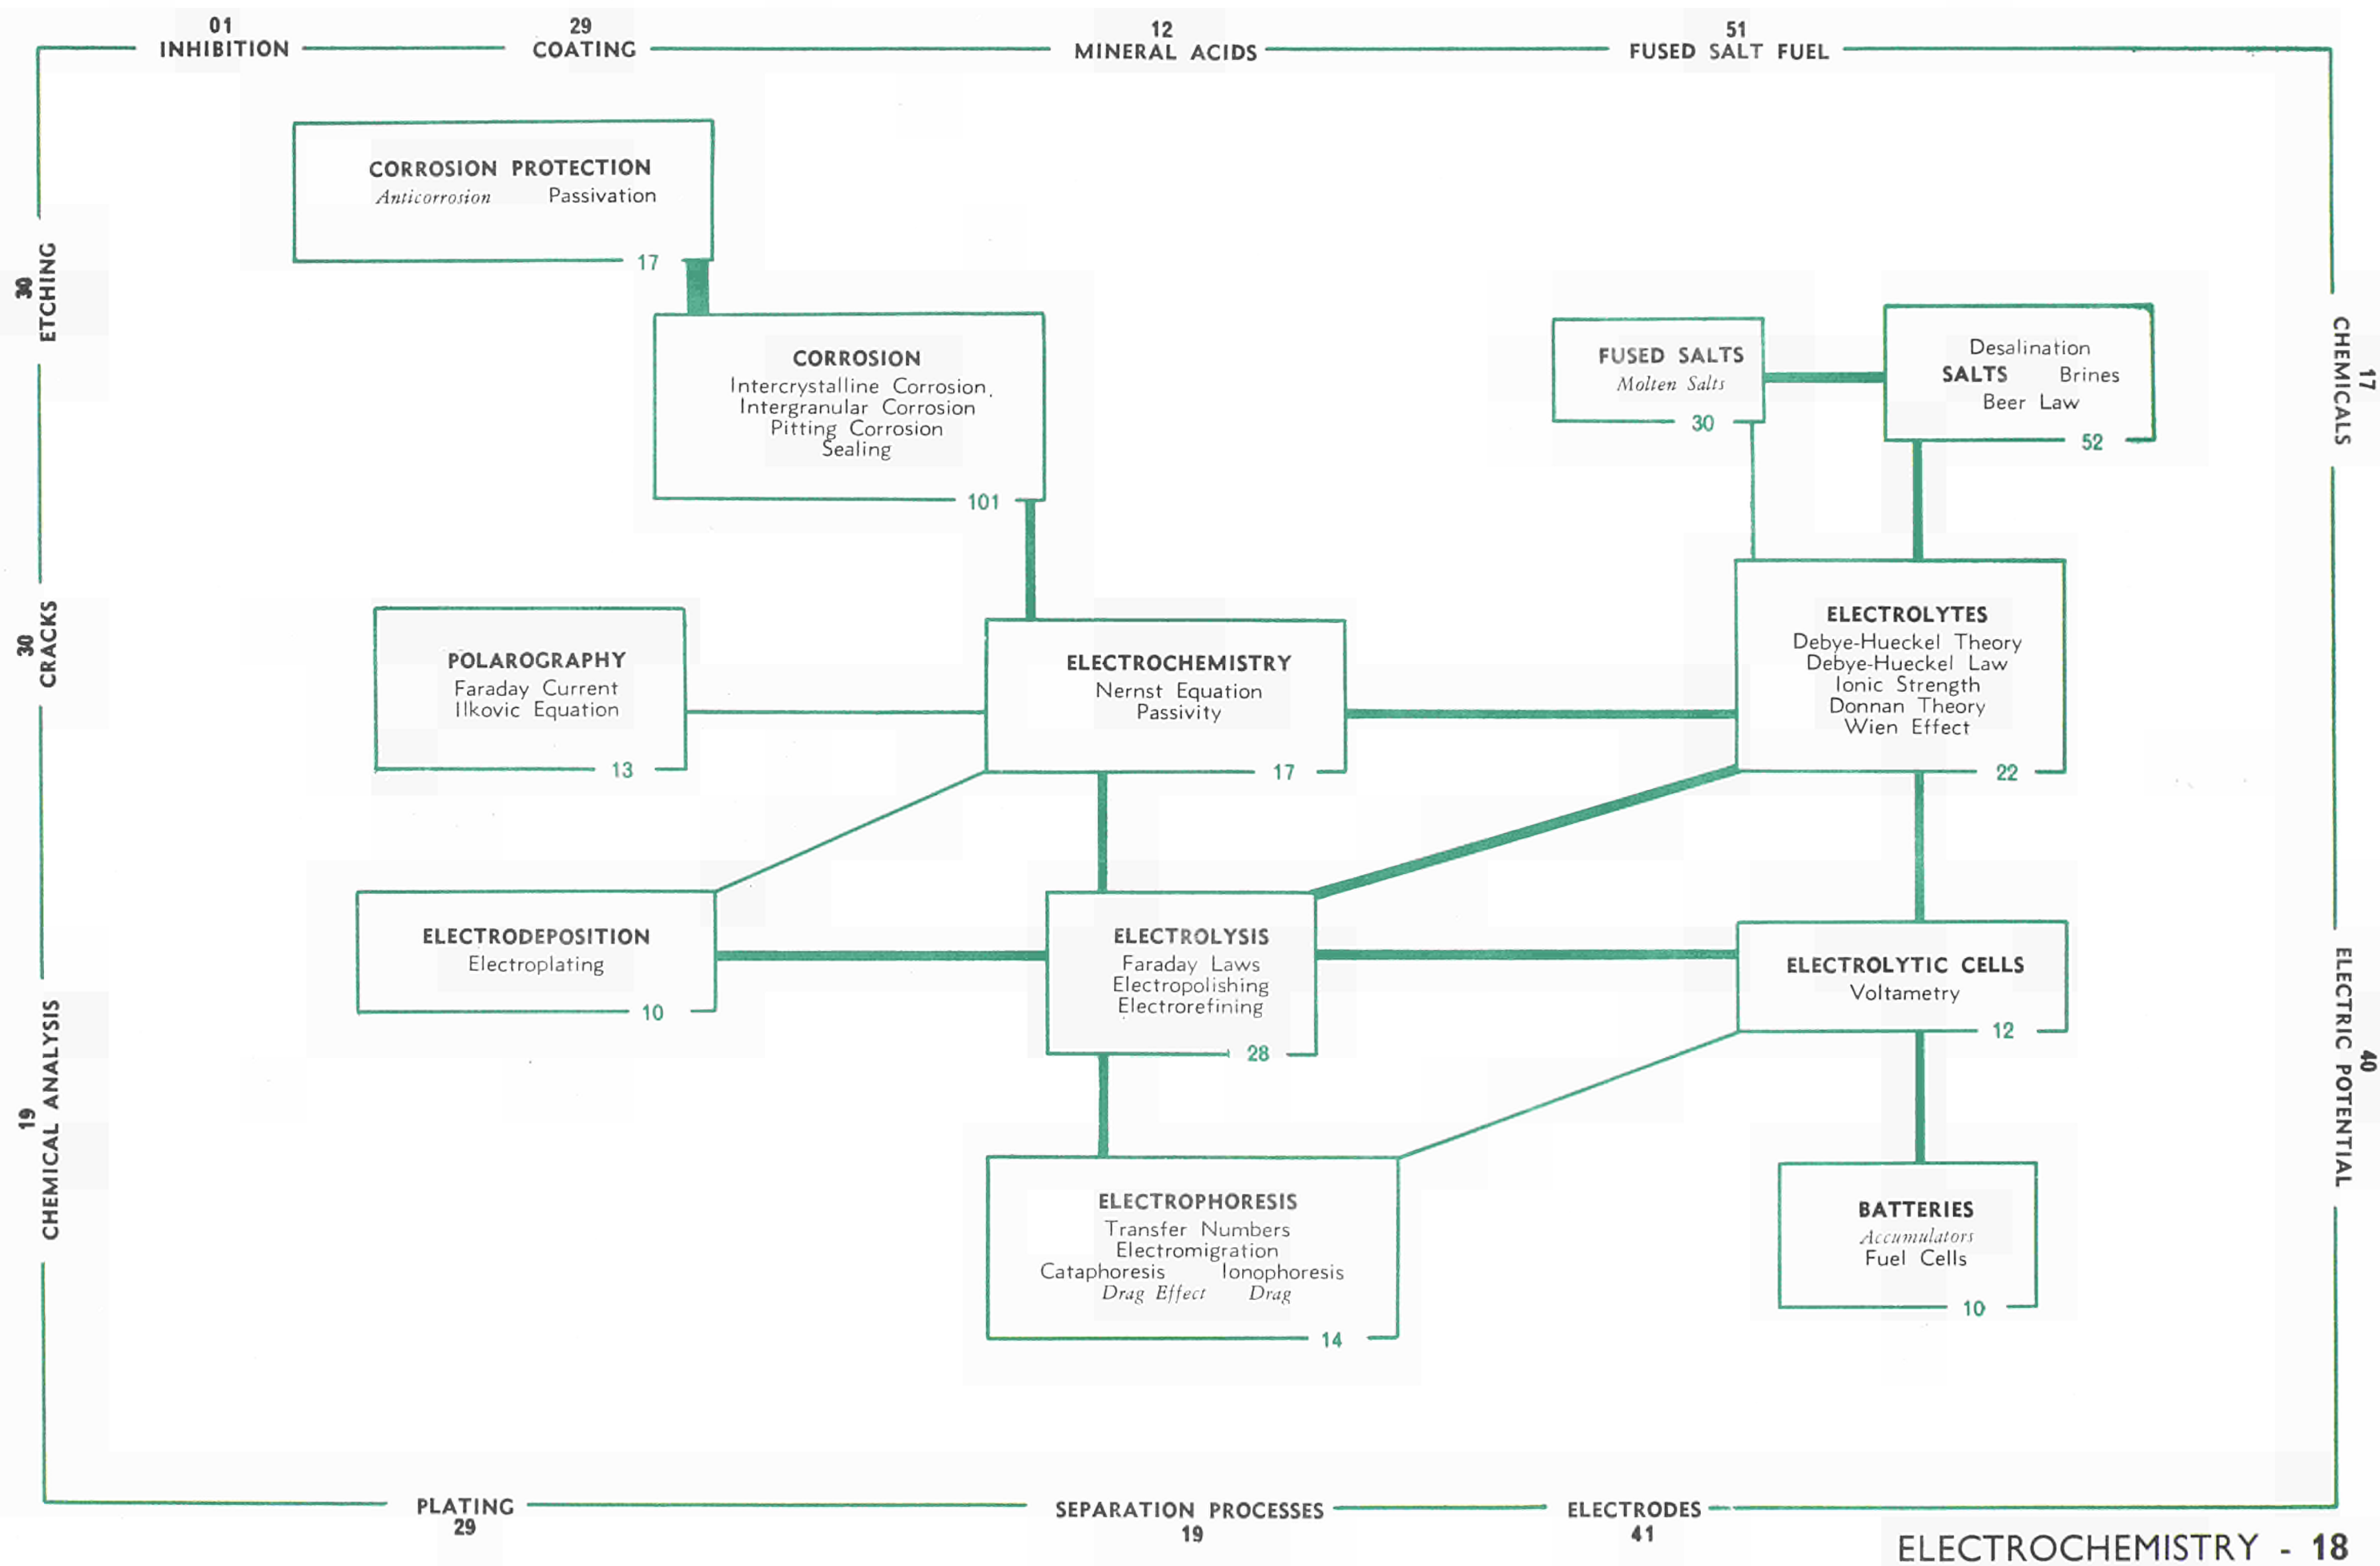 01
INHIBITION
29
COATING
12
MINERAL ACIDS
51
FUSED SALT FUEL
30
ETCHING
30
CRACKS
19
CHEMICAL ANALYSIS
CORROSION PROTECTION
Anticorrosion Passivation
17
CORROSION
Intercrystalline Corrosion.
Intergranular Corrosion
Pitting Corrosion
Sealing
101
FUSED SALTS
Molten Salts
30
Desalination
SALTS Brines
Beer Law
52
POLAROGRAPHY
Faraday Current
Ilkovic Equation
13
ELECTROCHEMISTRY
Nernst Equation
Passivity
17
ELECTROLYTES
Debye-Hueckel Theory
Debye-Hueckel Law
Ionic Strength
Donnan Theory
Wien Effect
22
ELECTRODEPOSITION
Electroplating
10
ELECTROLYSIS
Faraday Laws
Electropolishing
Electrorefining
28
ELECTROLYTIC CELLS
Voltametry
12
ELECTROPHORESIS
Transfer Numbers
Electromigration
Cataphoresis Ionophoresis
Drag Effect Drag
14
BATTERIES
Accumulators
Fuel Cells
10
17
CHEMICALS
40
ELECTRIC POTENTIAL
PLATING
29
SEPARATION PROCESSES
19
ELECTRODES
41
ELECTROCHEMISTRY - 18